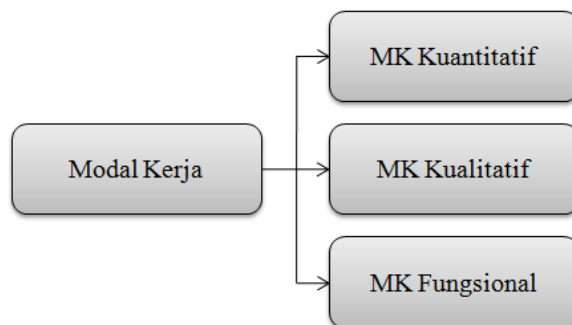 MK Kuantitatif
Modal Kerja
MK Kualitatif
MK Fungsional